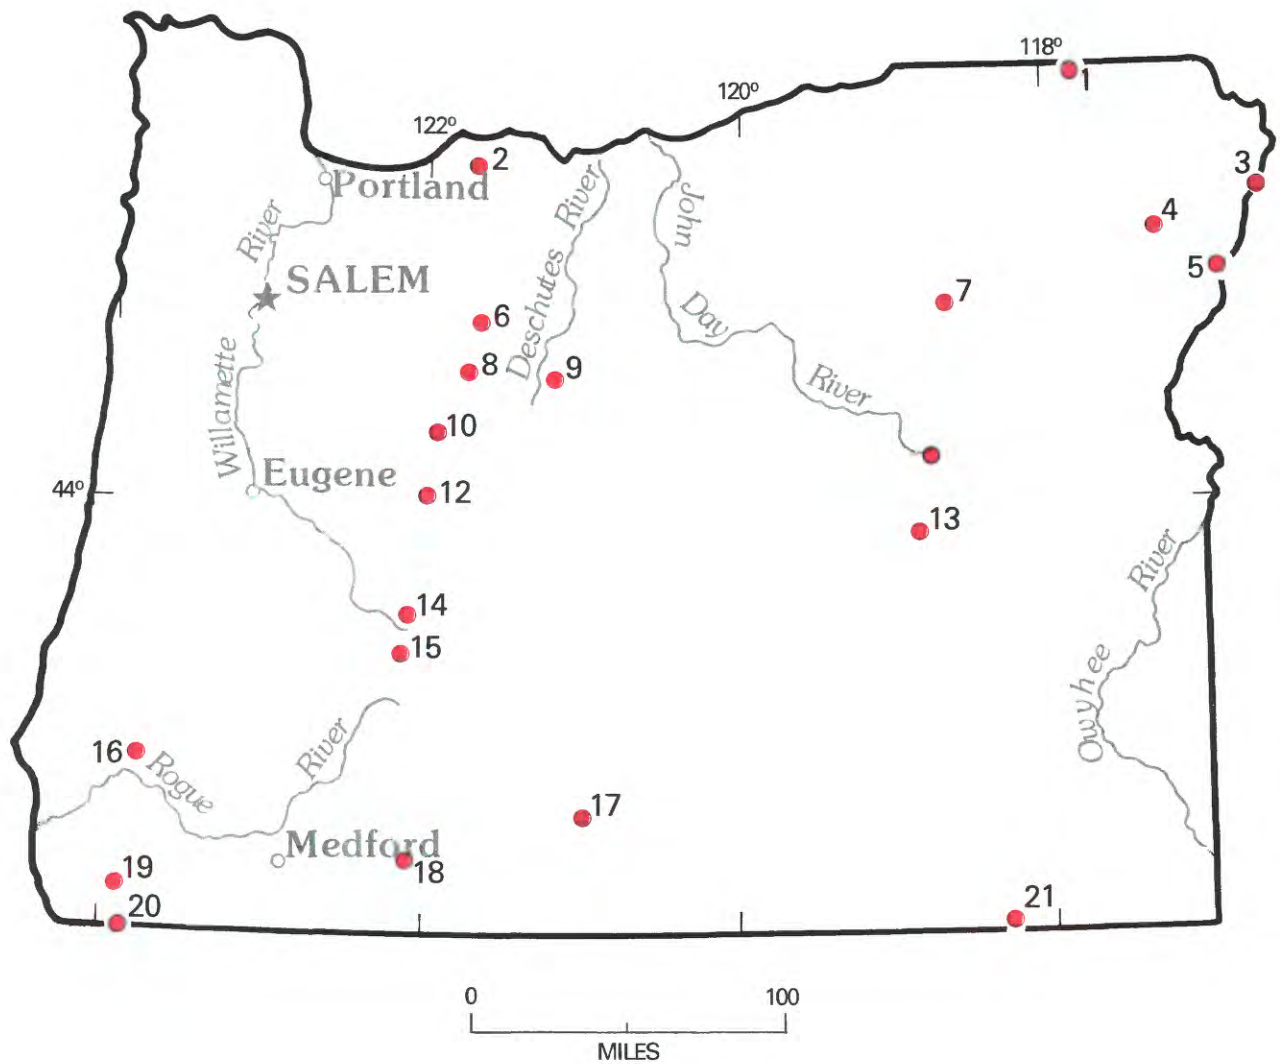 118°
1
120°
122°
2
Portland
3
River
River
John
4
5
SALEM
7
Deschutes
6
Day
8
9
River
Willamette
10
Eugene
44°
12
13
River
14
15
Owyhee
16
Rogue
River
17
Medford
18
19
20
21
0 100
MILES